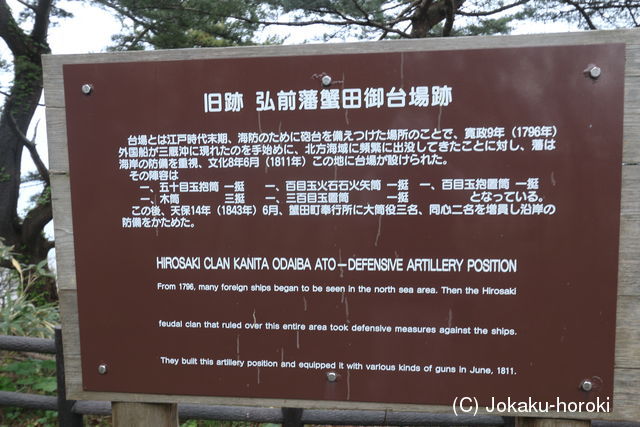 旧跡 弘前藩蟹田御台場跡
台場とは江戸時代末期、海防のために砲台を備えつけた場所のことで、寛政9年（1796年）
外国船が三厩沖に現れたのを手始めに、北方海域に頻繁に出没してきたことに対し、藩は
海岸の防備を重視、文化8年6月（1811年）この地に台場が設けられた。
その陣容は
一、五十目玉抱筒 一挺 一、百目玉火石石火矢筒 一挺 一、百目玉抱置筒 一挺
一、木筒 三挺 一、三百目玉置筒 一挺 となっている。
この後、天保14年（1843年）6月、蟹田町奉行所に大筒役三名、同心二名を増員し沿岸の
防備をかためた。
HIROSAKI CLAN KANITA ODAIBA ATO—DEFENSIVE ARTILLERY POSITION
From 1796, many foreign ships began to be seen in the north sea area. Then the Hirosaki
feudal clan that ruled over this entire area took defensive measures against the ships.
They built this artillery position and equipped it with various kinds of guns in June, 1811.
(C) Jokaku-horoki